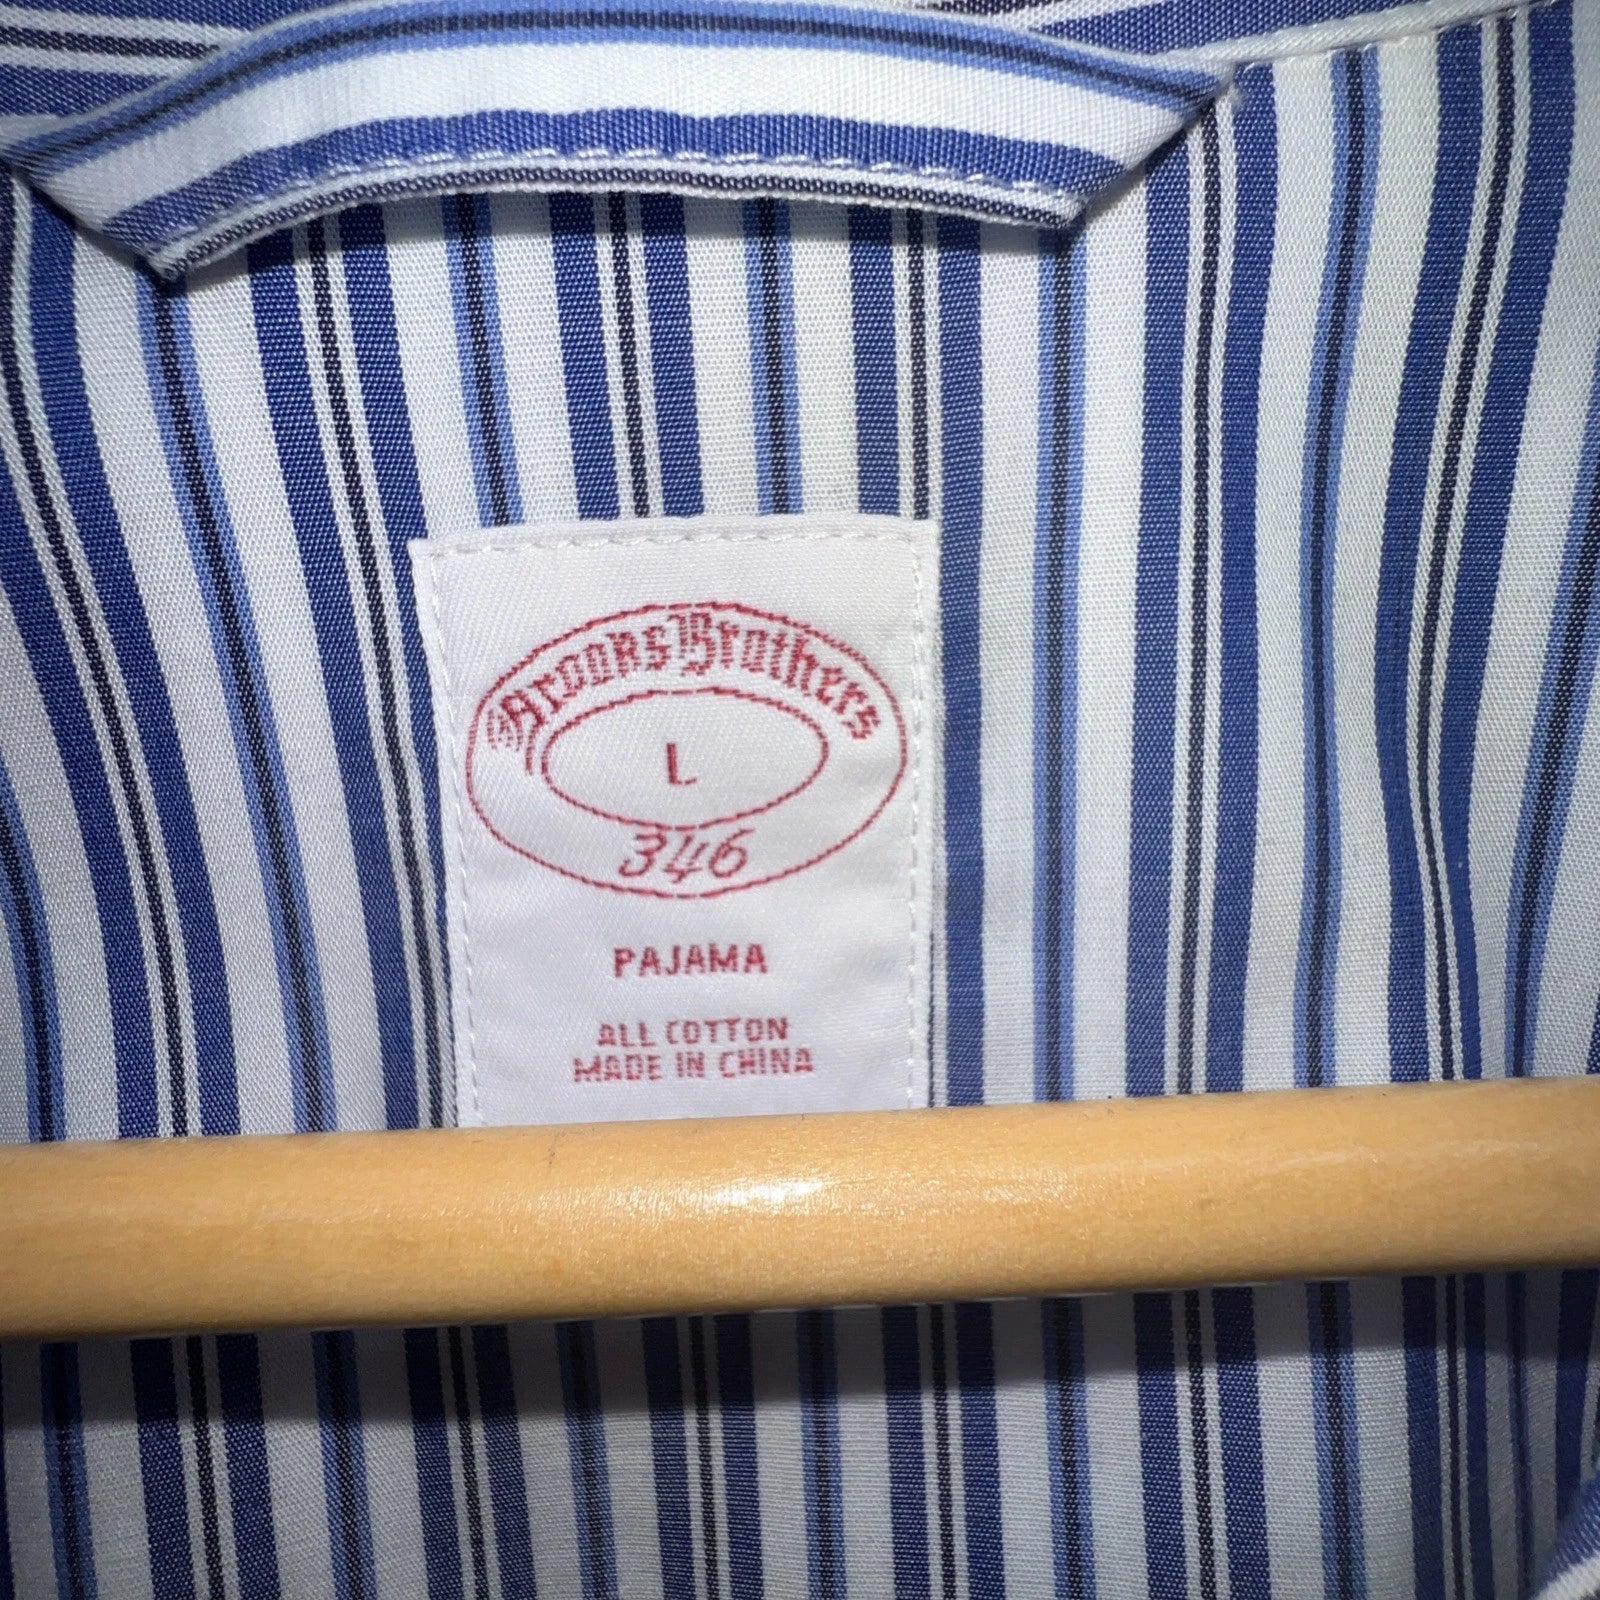 Brooks Brothers
L
346
PAJAMA
ALL COTTON
MADE IN CHINA